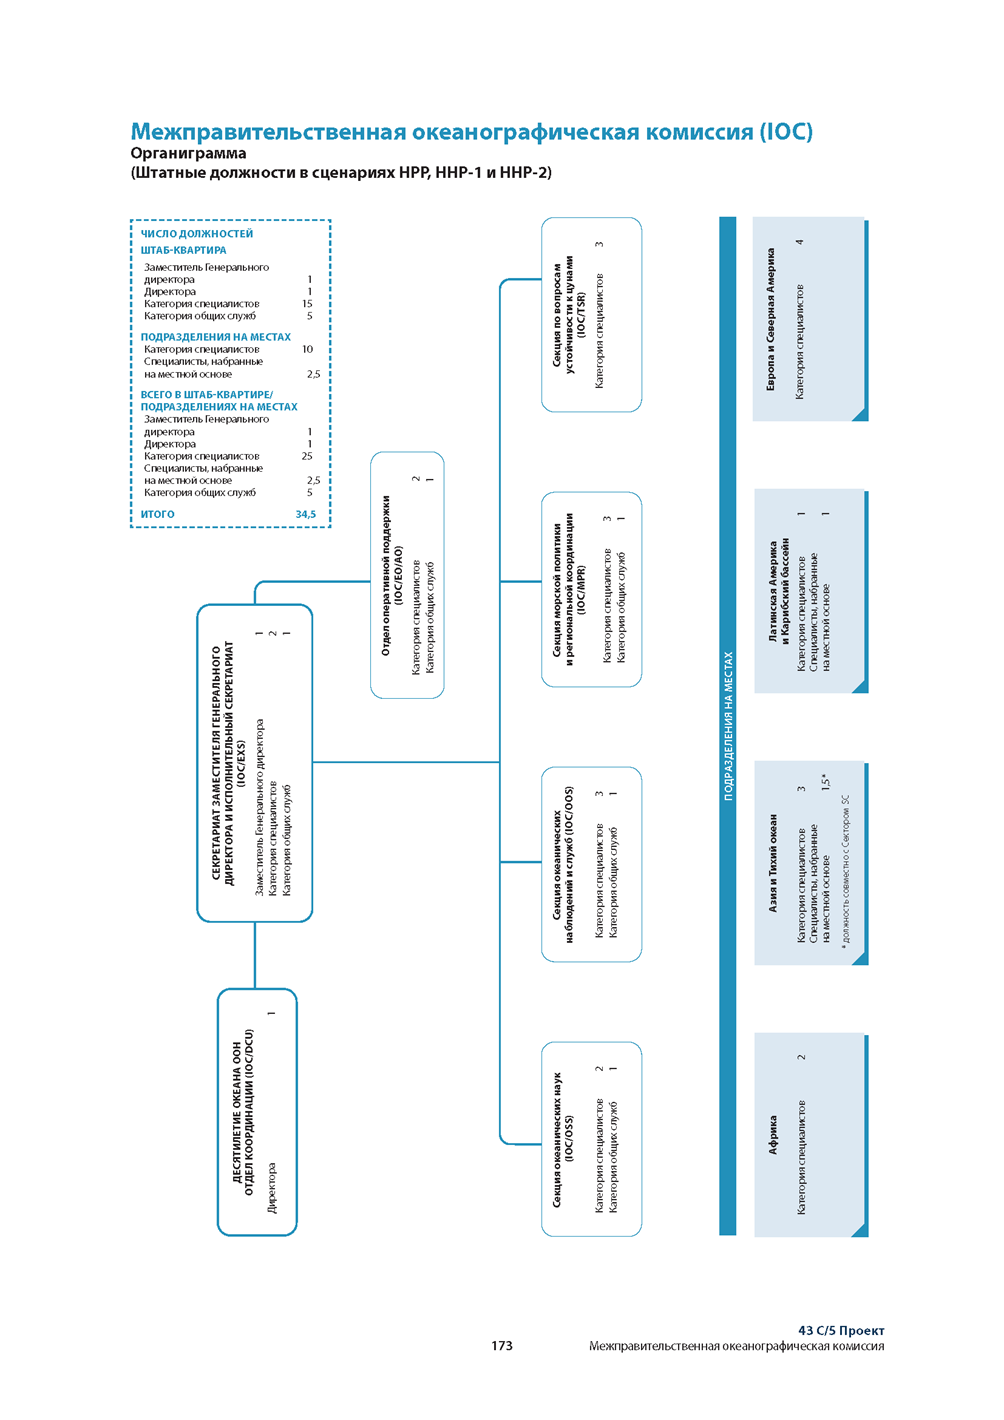 Межправительственная океанографическая комиссия (IOC)
Органиграмма
(Штатные должности в сценариях НРР, ННР-1 и ННР-2)
ЧИСЛО ДОЛЖНОСТЕЙ
ШТАБ-КВАРТИРА
Заместитель Генерального
директора 1
Директора 1
Категория специалистов 15
Категория общих служб 5
ПОДРАЗДЕЛЕНИЯ НА МЕСТАХ
Категория специалистов 10
Специалисты, набранные
на местной основе 2,5
ВСЕГО В ШТАБ-КВАРТИРЕ/
ПОДРАЗДЕЛЕНИЯХ НА МЕСТАХ
Заместитель Генерального
директора 1
Директора 1
Категория специалистов 25
Специалисты, набранные
на местной основе 2,5
Категория общих служб 5
ИТОГО 34,5
ДЕСЯТИЛЕТИЕ ОКЕАНА ООН
ОТДЕЛ КООРДИНАЦИИ (IOC/DCU)
Директора 1
СЕКРЕТАРИАТ ЗАМЕСТИТЕЛЯ ГЕНЕРАЛЬНОГО
ДИРЕКТОРА И ИСПОЛНИТЕЛЬНЫЙ СЕКРЕТАРИАТ
(IOC/EXS)
Заместитель Генерального директора 1
Категория специалистов 2
Категория общих служб 1
Отдел оперативной поддержки
(IOC/EO/AO)
Категория специалистов 2
Категория общих служб 1
Секция океанических наук
(IOC/OSS)
Категория специалистов 2
Категория общих служб 1
Секция океанических
наблюдений и служб (IOC/OOS)
Категория специалистов 3
Категория общих служб 1
Секция морской политики
и региональной координации
(IOC/MPR)
Категория специалистов 3
Категория общих служб 1
Секция по вопросам
устойчивости к цунами
(IOC/TSR)
Категория специалистов 3
ПОДРАЗДЕЛЕНИЯ НА МЕСТАХ
Африка
Категория специалистов 2
Азия и Тихий океан
Категория специалистов 3
Специалисты, набранные
на местной основе 1,5*
* должность совместно с Сектором SC
Латинская Америка
и Карибский бассейн
Категория специалистов 1
Специалисты, набранные
на местной основе 1
Европа и Северная Америка
Категория специалистов 4
43 C/5 Проект
173 Межправительственная океанографическая комиссия